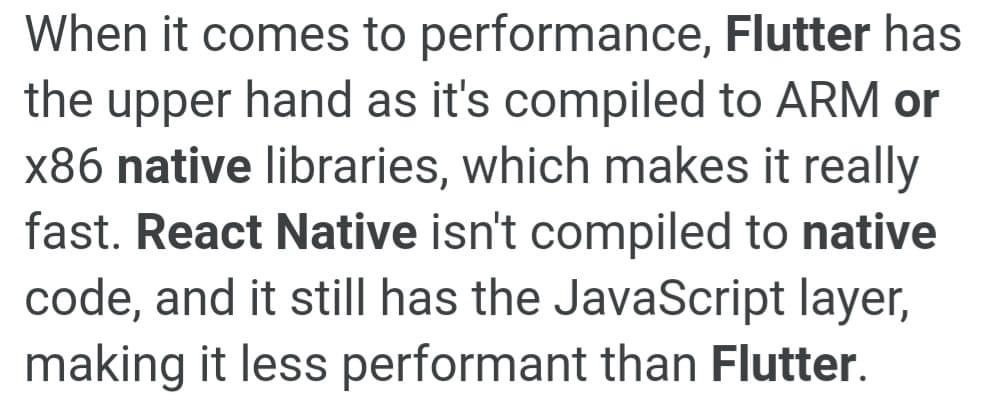 When it comes to performance, Flutter has
the upper hand as it's compiled to ARM or
x86 native libraries, which makes it really
fast. React Native isn't compiled to native
code, and it still has the JavaScript layer,
making it less performant than Flutter.